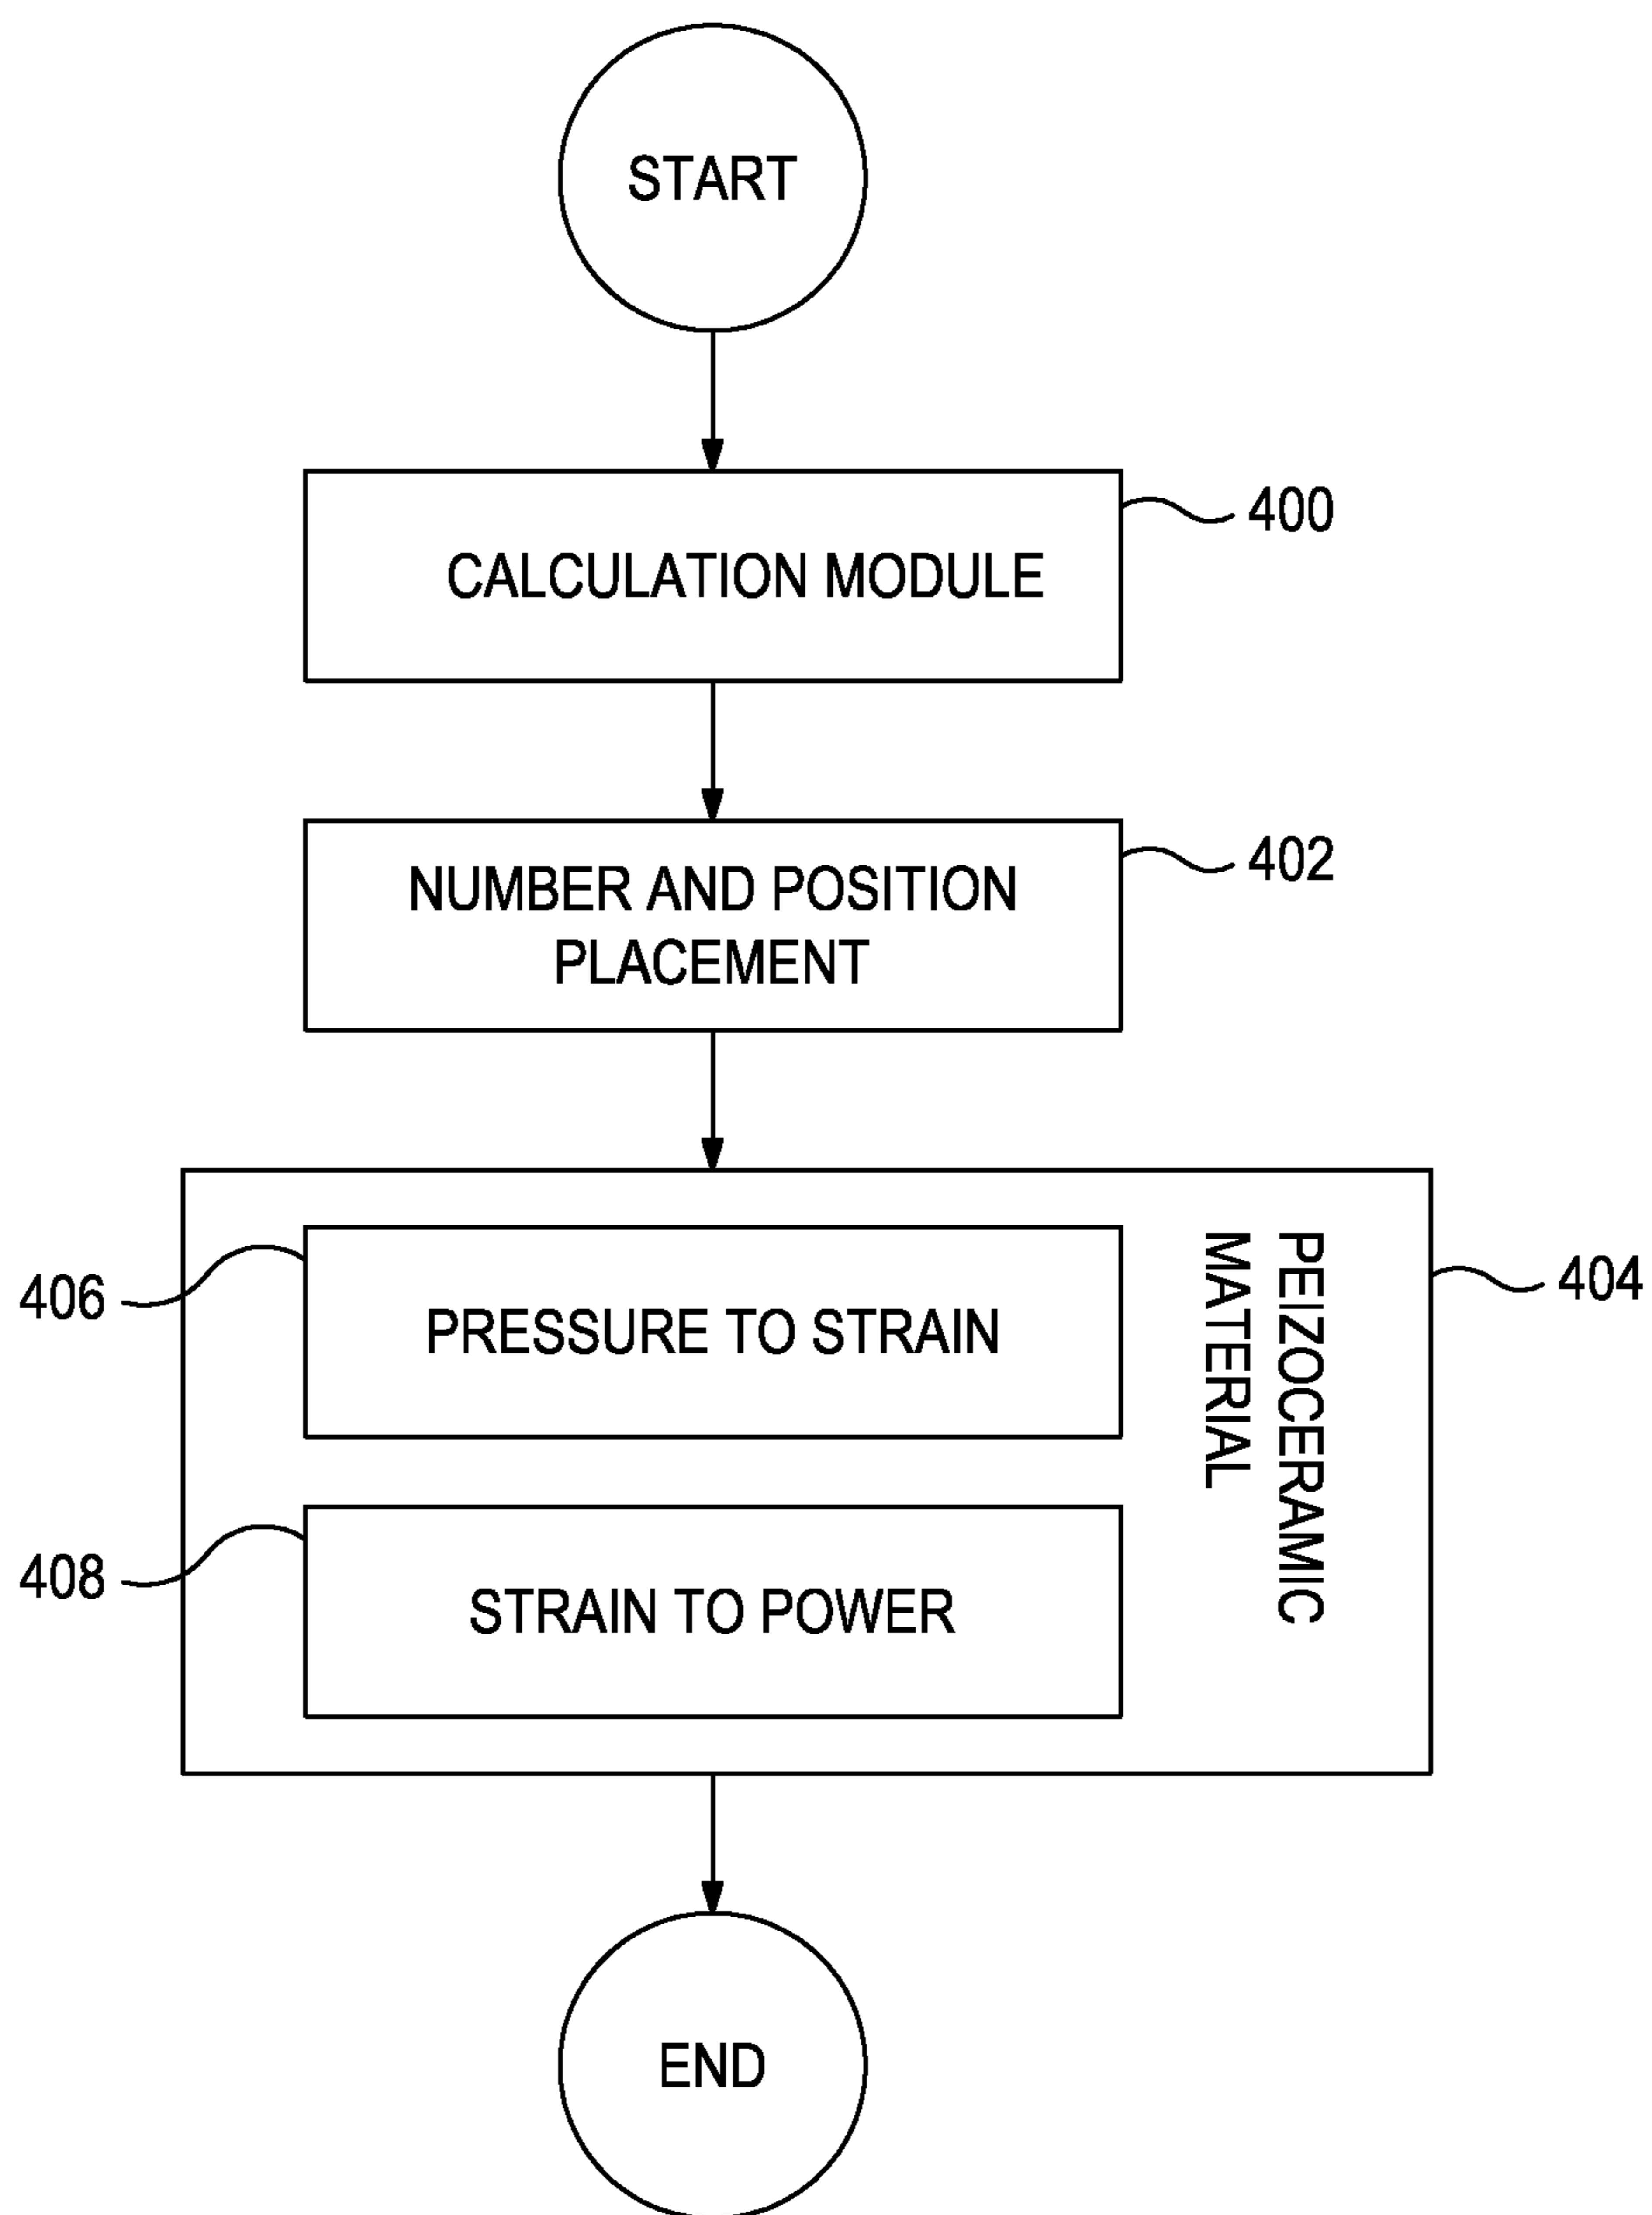 START
CALCULATION MODULE
400
NUMBER AND POSITION
PLACEMENT
402
PEIZOCERAMIC
MATERIAL
404
406
PRESSURE TO STRAIN
408
STRAIN TO POWER
END